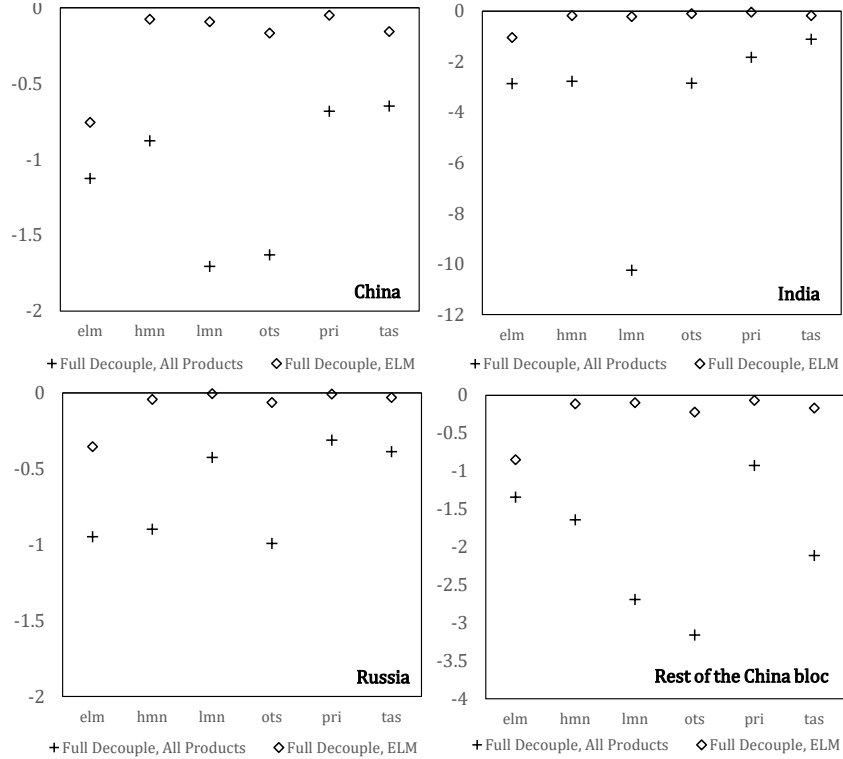 0
-0.5
-1
-1.5
-2
China
elm hmn lmn ots pri tas
Full Decouple, All Products Full Decouple, ELM
0
-2
-4
-6
-8
-10
-12
India
elm hmn lmn ots pri tas
Full Decouple, All Products Full Decouple, ELM
0
-0.5
-1
-1.5
-2
Russia
elm hmn lmn ots pri tas
Full Decouple, All Products Full Decouple, ELM
0
-0.5
-1
-1.5
-2
-2.5
-3
-3.5
-4
Rest of the China bloc
elm hmn lmn ots pri tas
Full Decouple, All Products Full Decouple, ELM